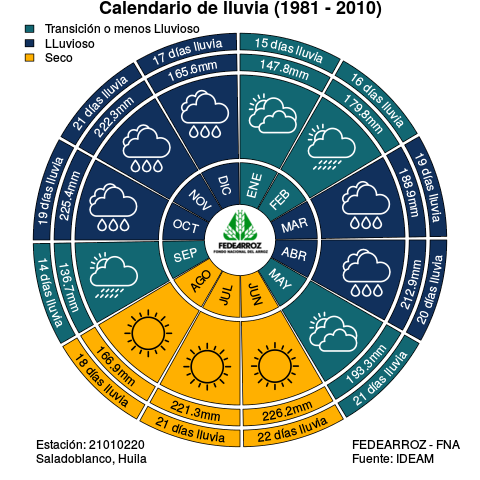 Calendario de lluvia (1981 - 2010)
Transición o menos Lluvioso
LLuvioso
Seco
15 días lluvia
147.8mm
ENE
16 días lluvia
179.8mm
FEB
19 días lluvia
188.9mm
MAR
20 días lluvia
212.9mm
ABR
21 días lluvia
193.3mm
MAY
22 días lluvia
226.2mm
JUN
21 días lluvia
221.3mm
JUL
18 días lluvia
166.9mm
AGO
14 días lluvia
136.7mm
SEP
19 días lluvia
225.4mm
OCT
21 días lluvia
222.3mm
NOV
17 días lluvia
165.6mm
DIC
FEDEARROZ
FONDO NACIONAL DEL ARROZ
Estación: 21010220
Saladoblanco, Huila
FEDEARROZ - FNA
Fuente: IDEAM